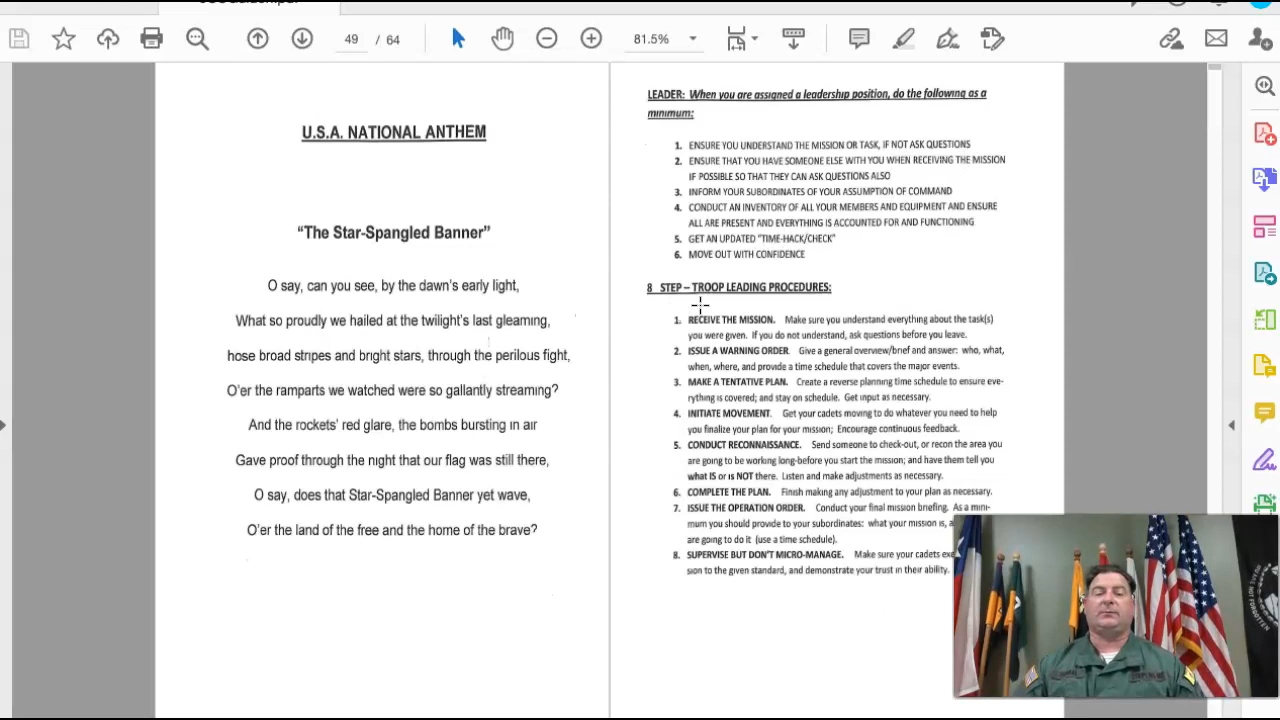 49 / 64
81.5%
U.S.A. NATIONAL ANTHEM
“The Star-Spangled Banner”
O say, can you see, by the dawn's early light,
What so proudly we hailed at the twilight's last gleaming,
hose broad stripes and bright stars, through the perilous fight,
O'er the ramparts we watched were so gallantly streaming?
And the rockets' red glare, the bombs bursting in air
Gave proof through the night that our flag was still there,
O say, does that Star-Spangled Banner yet wave,
O'er the land of the free and the home of the brave?
LEADER: When you are assigned a leadership position, do the following as a
minimum:
1. ENSURE YOU UNDERSTAND THE MISSION OR TASK, IF NOT ASK QUESTIONS
2. ENSURE THAT YOU HAVE SOMEONE ELSE WITH YOU WHEN RECEIVING THE MISSION
IF POSSIBLE SO THAT THEY CAN ASK QUESTIONS ALSO
3. INFORM YOUR SUBORDINATES OF YOUR ASSUMPTION OF COMMAND
4. CONDUCT AN INVENTORY OF ALL YOUR MEMBERS AND EQUIPMENT AND ENSURE
ALL ARE PRESENT AND EVERYTHING IS ACCOUNTED FOR AND FUNCTIONING
5. GET AN UPDATED “TIME-HACK/CHECK”
6. MOVE OUT WITH CONFIDENCE
8 STEP – TROOP LEADING PROCEDURES:
1. RECEIVE THE MISSION. Make sure you understand everything about the task(s)
you were given. If you do not understand, ask questions before you leave.
2. ISSUE A WARNING ORDER. Give a general overview/brief and answer: who, what,
when, where, and provide a time schedule that covers the major events.
3. MAKE A TENTATIVE PLAN. Create a reverse planning time schedule to ensure eve-
rything is covered; and stay on schedule. Get input as necessary.
4. INITIATE MOVEMENT. Get your cadets moving to do whatever you need to help
you finalize your plan for your mission; Encourage continuous feedback.
5. CONDUCT RECONNAISSANCE. Send someone to check-out, or recon the area you
are going to be working long-before you start the mission; and have them tell you
what IS or is NOT there. Listen and make adjustments as necessary.
6. COMPLETE THE PLAN. Finish making any adjustment to your plan as necessary.
7. ISSUE THE OPERATION ORDER. Conduct your final mission briefing. As a mini-
mum you should provide to your subordinates: what your mission is,
are going to do it (use a time schedule).
8. SUPERVISE BUT DON'T MICRO-MANAGE. Make sure your cadets
sion to the given standard, and demonstrate your trust in their ability.
NOT FORGOTTEN